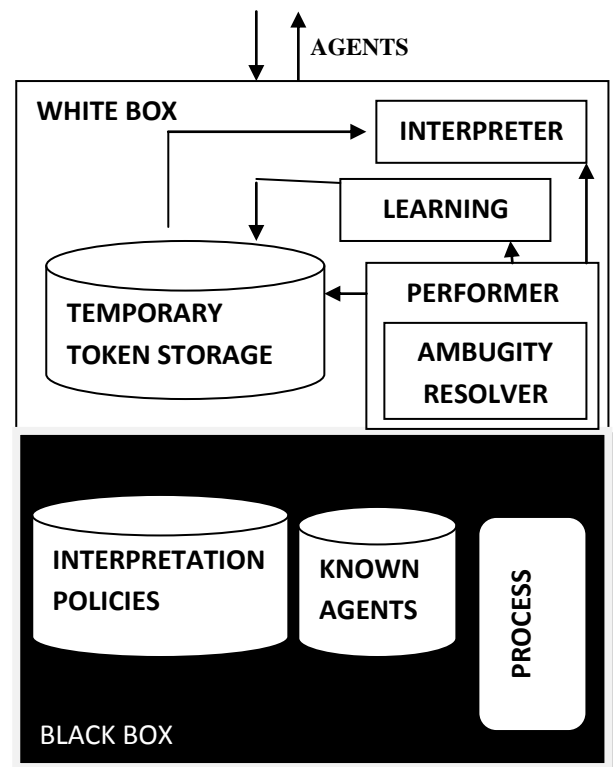 AGENTS
WHITE BOX
INTERPRETER
LEARNING
PERFORMER
TEMPORARY
TOKEN STORAGE
AMBUGITY
RESOLVER
INTERPRETATION
POLICIES
KNOWN
AGENTS
PROCESS
BLACK BOX